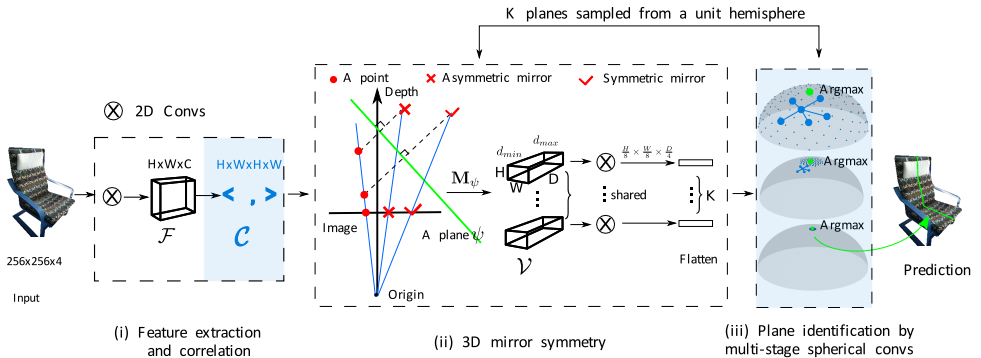 K planes sampled from a unit hemisphere
A point
Asymmetric mirror
Symmetric mirror
Depth
Argmax
2D Convs
HxWxC
HxWxHxW
< , >
F
C
256x256x4
Input
Image
A plane ψ
Origin
M_ψ
d_min
d_max
H
W
D
V
H/8 × W/8 × D/4
shared
K
Flatten
Argmax
Argmax
Prediction
(i) Feature extraction
and correlation
(ii) 3D mirror symmetry
(iii) Plane identification by
multi-stage spherical convs